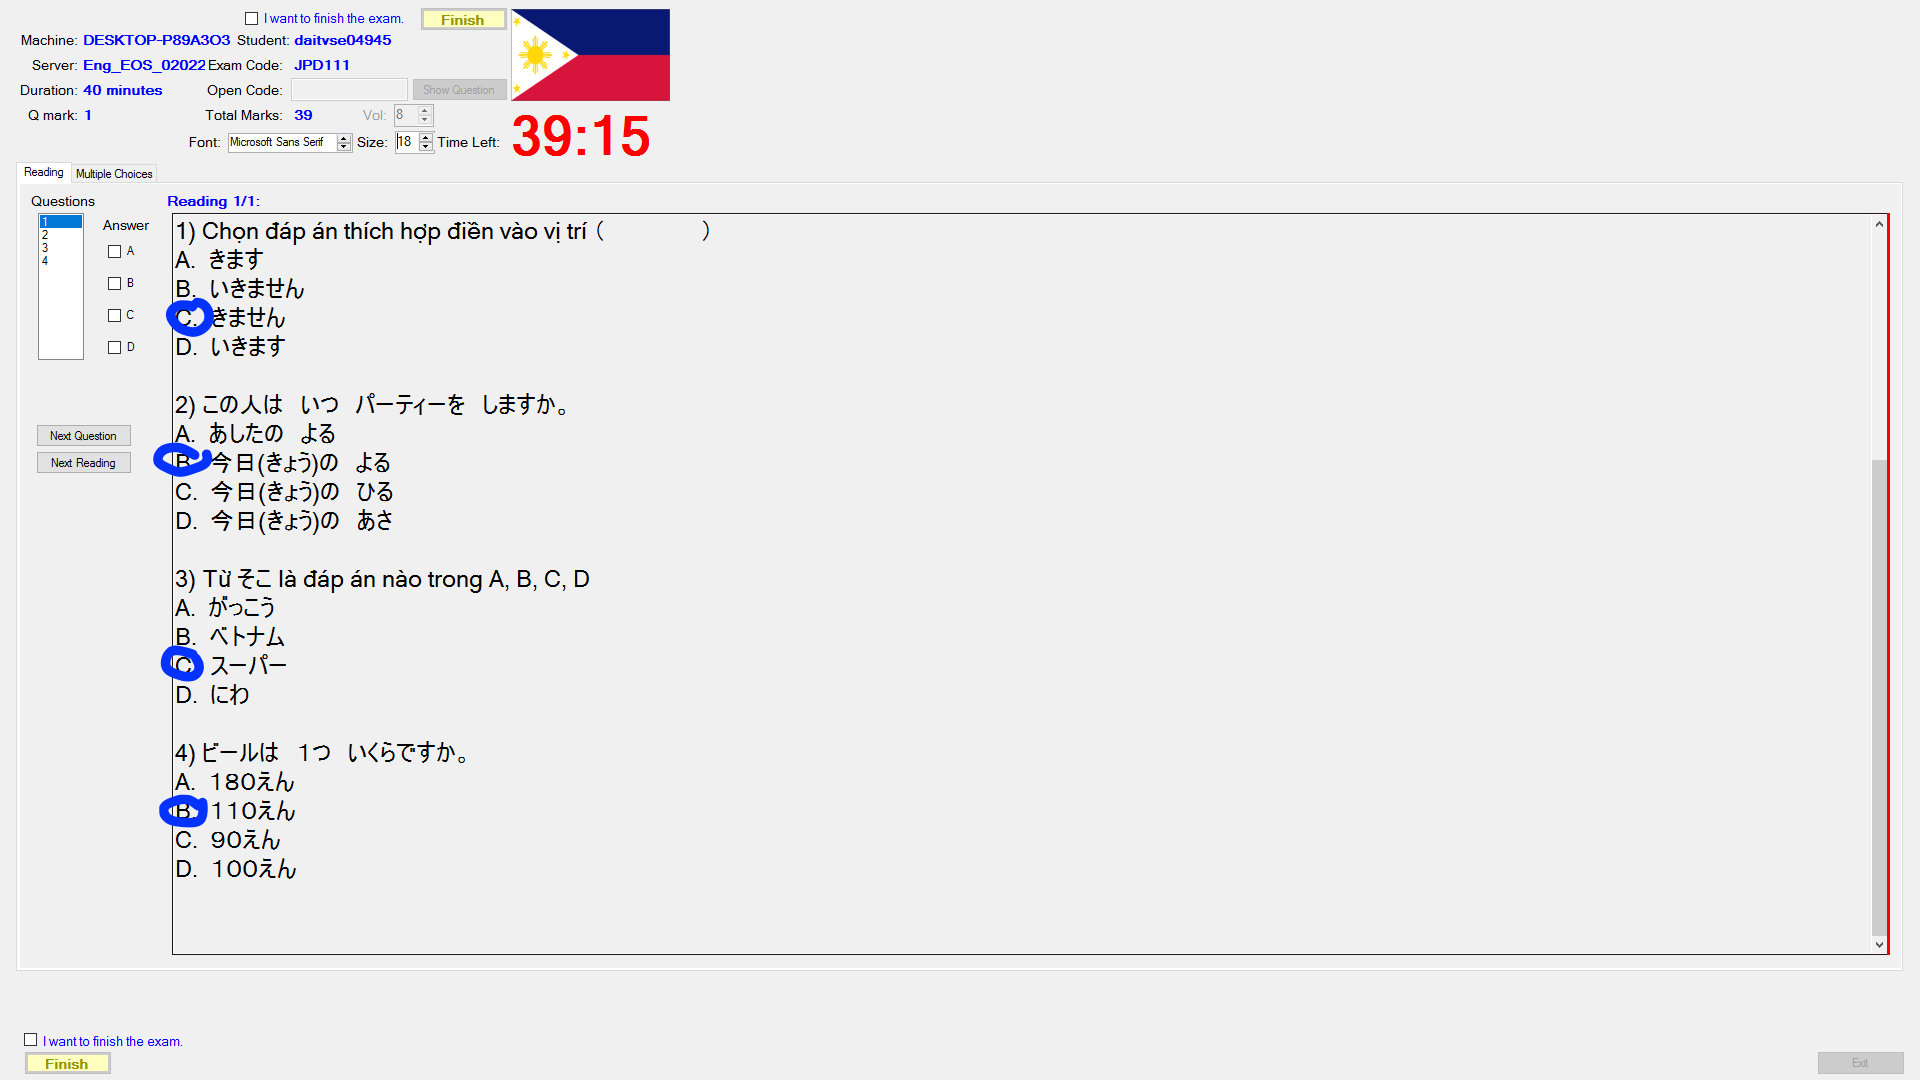 I want to finish the exam.
Finish
Machine: DESKTOP-P89A3O3 Student: daitvse04945
Server: Eng_EOS_02022 Exam Code: JPD111
Duration: 40 minutes Open Code: Show Question
Q mark: 1 Total Marks: 39 Vol: 8
Font: Microsoft Sans Serif Size: 18 Time Left: 39:15
Reading Multiple Choices
Questions Reading 1/1:
1
2
3
4
Answer
A
B
C
D
Next Question
Next Reading
1) Chọn đáp án thích hợp điền vào vị trí ( )
A. きます
B. いきません
C. きません
D. いきます
2) この人は いつ パーティーを しますか。
A. あしたの よる
B. 今日(きょう)の よる
C. 今日(きょう)の ひる
D. 今日(きょう)の あさ
3) Từ そこ là đáp án nào trong A, B, C, D
A. がっこう
B. ベトナム
C. スーパー
D. にわ
4) ビールは 1つ いくらですか。
A. 180えん
B. 110えん
C. 90えん
D. 100えん
I want to finish the exam.
Finish
Exit